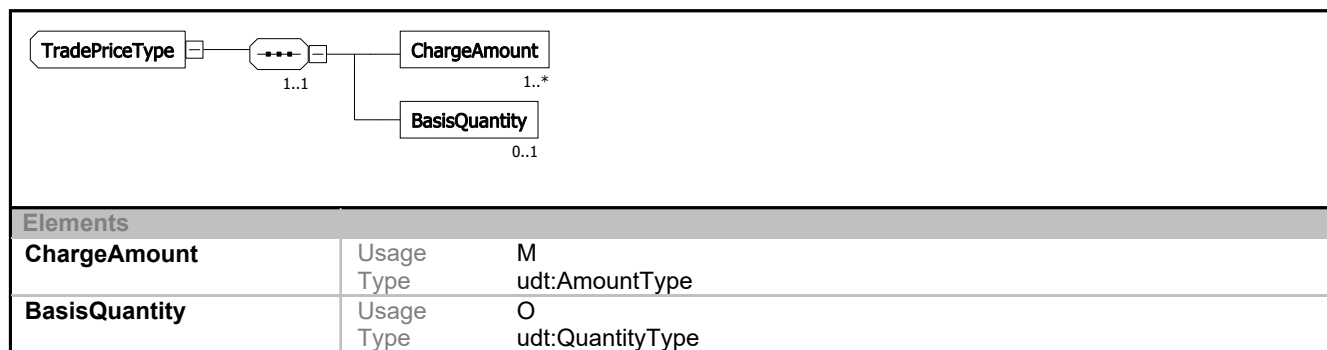 TradePriceType
1..1
ChargeAmount
1..*
BasisQuantity
0..1
Elements
ChargeAmount Usage M
Type udt:AmountType
BasisQuantity Usage O
Type udt:QuantityType